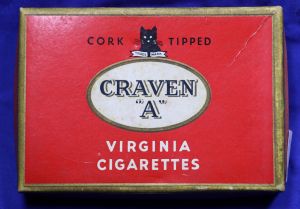 CORK TIPPED
CRAVEN
"A"
VIRGINIA
CIGARETTES